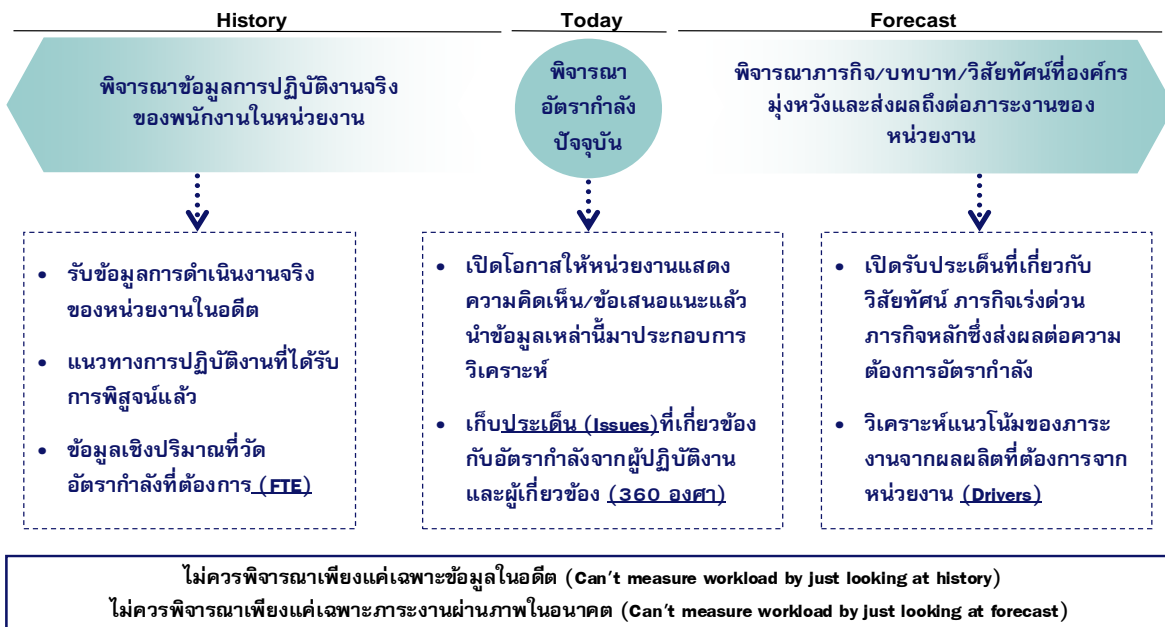 History
Today
Forecast
พิจารณาข้อมูลการปฏิบัติงานจริง
ของพนักงานในหน่วยงาน
พิจารณา
อัตรากำลัง
ปัจจุบัน
พิจารณาภารกิจ/บทบาท/วิสัยทัศน์ที่องค์กร
มุ่งหวังและส่งผลถึงต่อภาระงานของ
หน่วยงาน
• รับข้อมูลการดำเนินงานจริง
ของหน่วยงานในอดีต
• แนวทางการปฏิบัติงานที่ได้รับ
การพิสูจน์แล้ว
• ข้อมูลเชิงปริมาณที่วัด
อัตรากำลังที่ต้องการ (FTE)
• เปิดโอกาสให้หน่วยงานแสดง
ความคิดเห็น/ข้อเสนอแนะแล้ว
นำข้อมูลเหล่านี้มาประกอบการ
วิเคราะห์
• เก็บประเด็น (Issues)ที่เกี่ยวข้อง
กับอัตรากำลังจากผู้ปฏิบัติงาน
และผู้เกี่ยวข้อง (360 องศา)
• เปิดรับประเด็นที่เกี่ยวกับ
วิสัยทัศน์ ภารกิจเร่งด่วน
ภารกิจหลักซึ่งส่งผลต่อความ
ต้องการอัตรากำลัง
• วิเคราะห์แนวโน้มของภาระ
งานจากผลผลิตที่ต้องการจาก
หน่วยงาน (Drivers)
ไม่ควรพิจารณาเพียงแค่เฉพาะข้อมูลในอดีต (Can't measure workload by just looking at history)
ไม่ควรพิจารณาเพียงแค่เฉพาะภาระงานผ่านภาพในอนาคต (Can't measure workload by just looking at forecast)